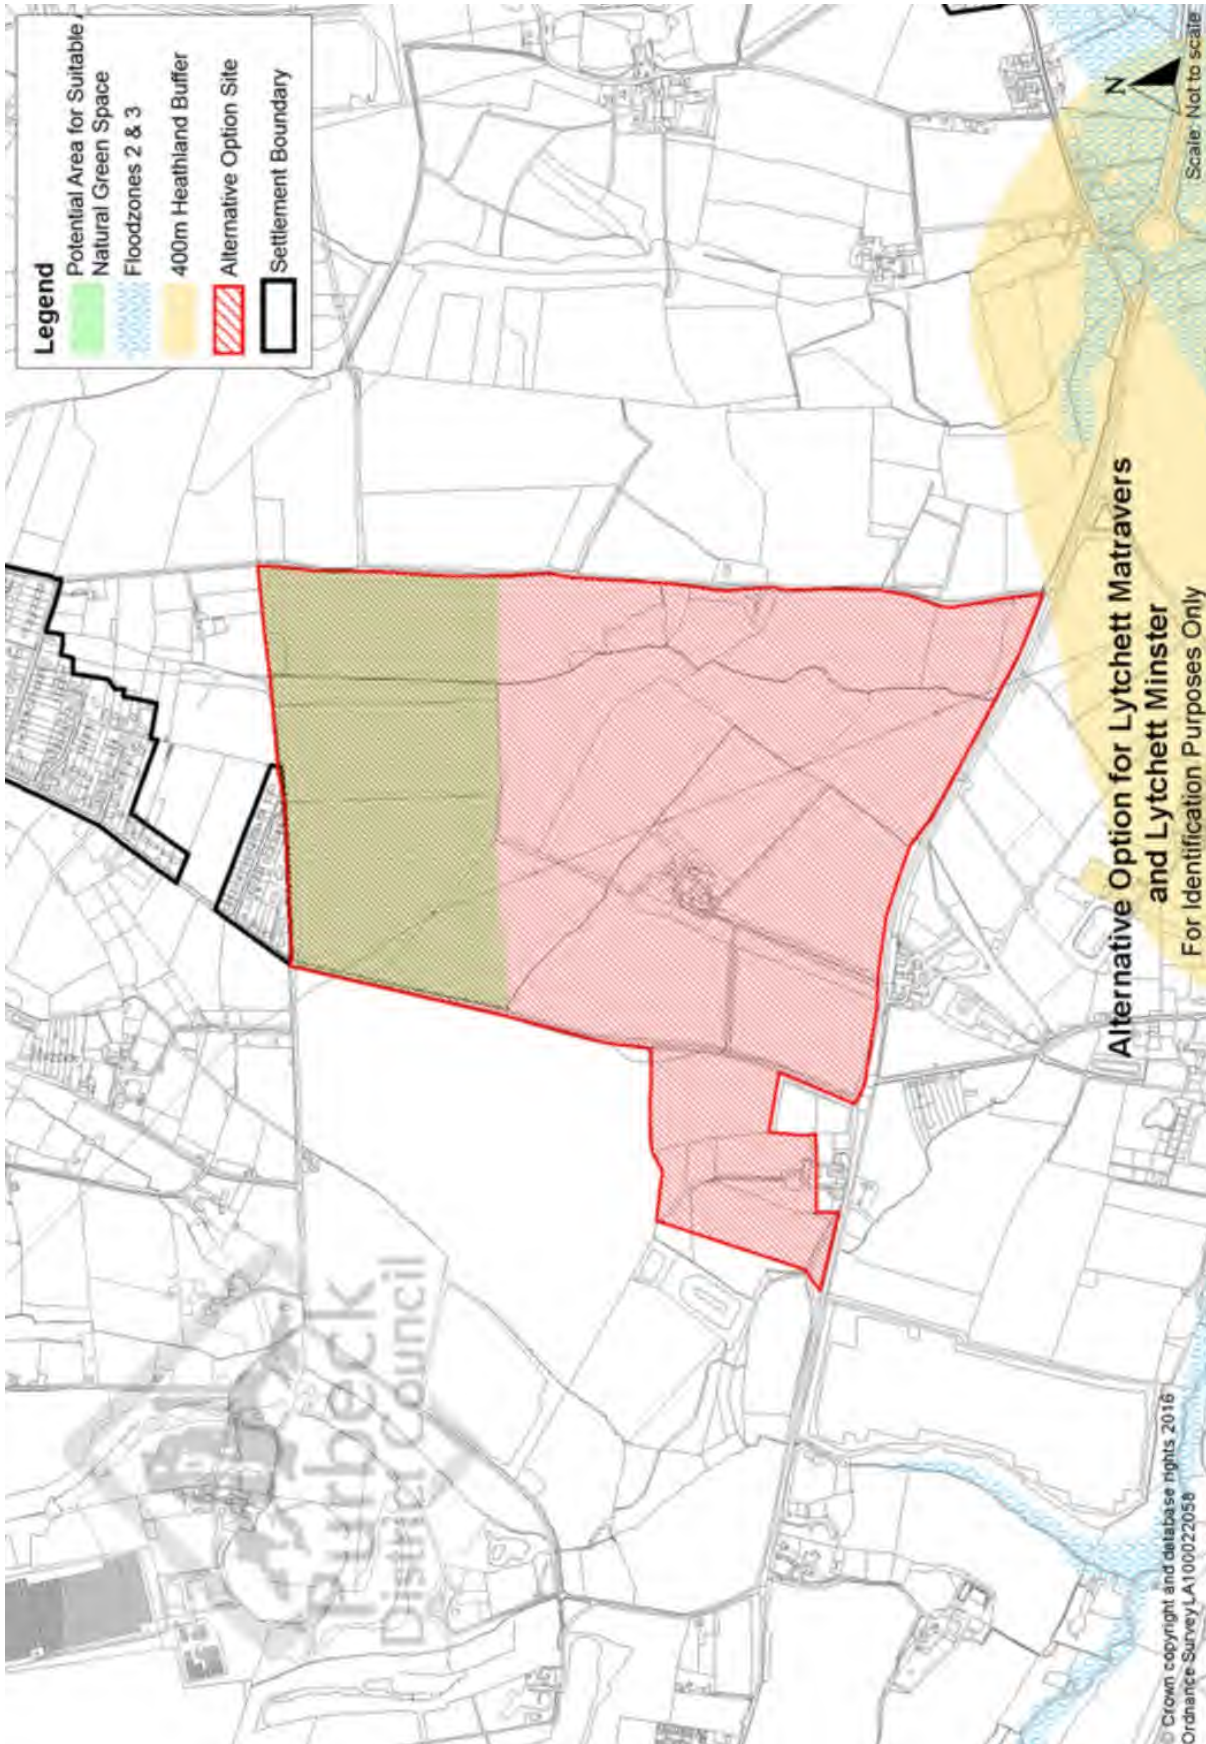 Legend
Potential Area for Suitable A
Natural Green Space
Floodzones 2 & 3
400m Heathland Buffer
Alternative Option Site
Settlement Boundary
Purbeck
District Council
N
Scale: Not to scale
Alternative Option for Lytchett Matravers
and Lytchett Minster
For Identification Purposes Only
© Crown copyright and database rights 2016
Ordnance Survey LA100022058